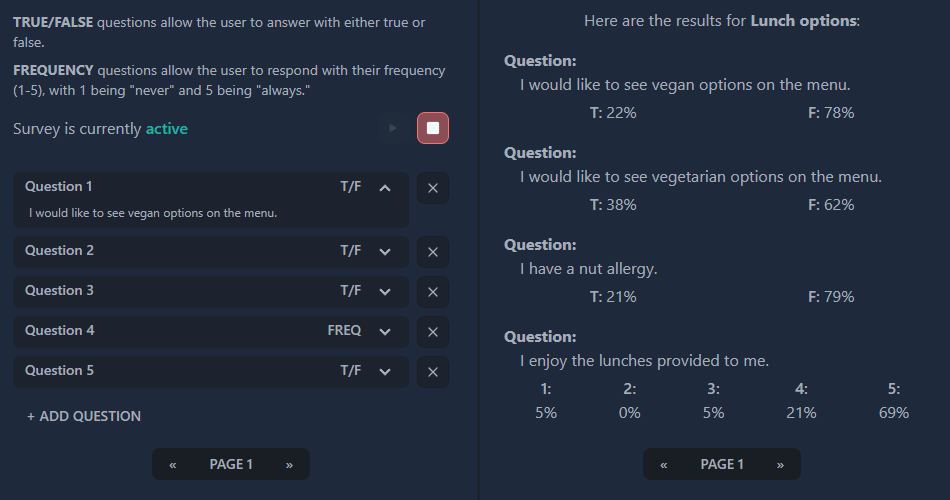 TRUE/FALSE questions allow the user to answer with either true or
false.
FREQUENCY questions allow the user to respond with their frequency
(1-5), with 1 being "never" and 5 being "always."
Survey is currently active
Question 1 T/F
I would like to see vegan options on the menu.
Question 2 T/F
Question 3 T/F
Question 4 FREQ
Question 5 T/F
+ ADD QUESTION
« PAGE 1 »
Here are the results for Lunch options:
Question:
I would like to see vegan options on the menu.
T: 22% F: 78%
Question:
I would like to see vegetarian options on the menu.
T: 38% F: 62%
Question:
I have a nut allergy.
T: 21% F: 79%
Question:
I enjoy the lunches provided to me.
1: 2: 3: 4: 5:
5% 0% 5% 21% 69%
« PAGE 1 »